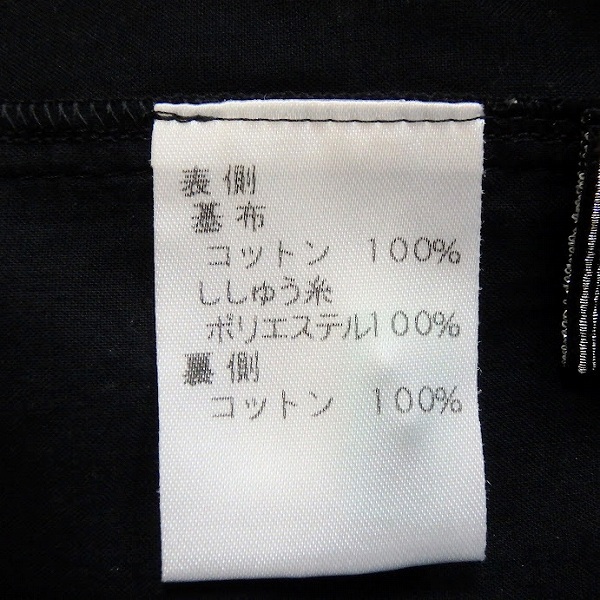 表側
基布
コットン 100%
ししゅう糸
ポリエステル100%
裏側
コットン 100%